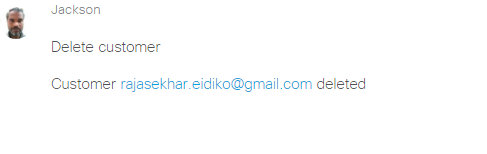 Jackson
Delete customer
Customer rajasekhar.eidiko@gmail.com deleted